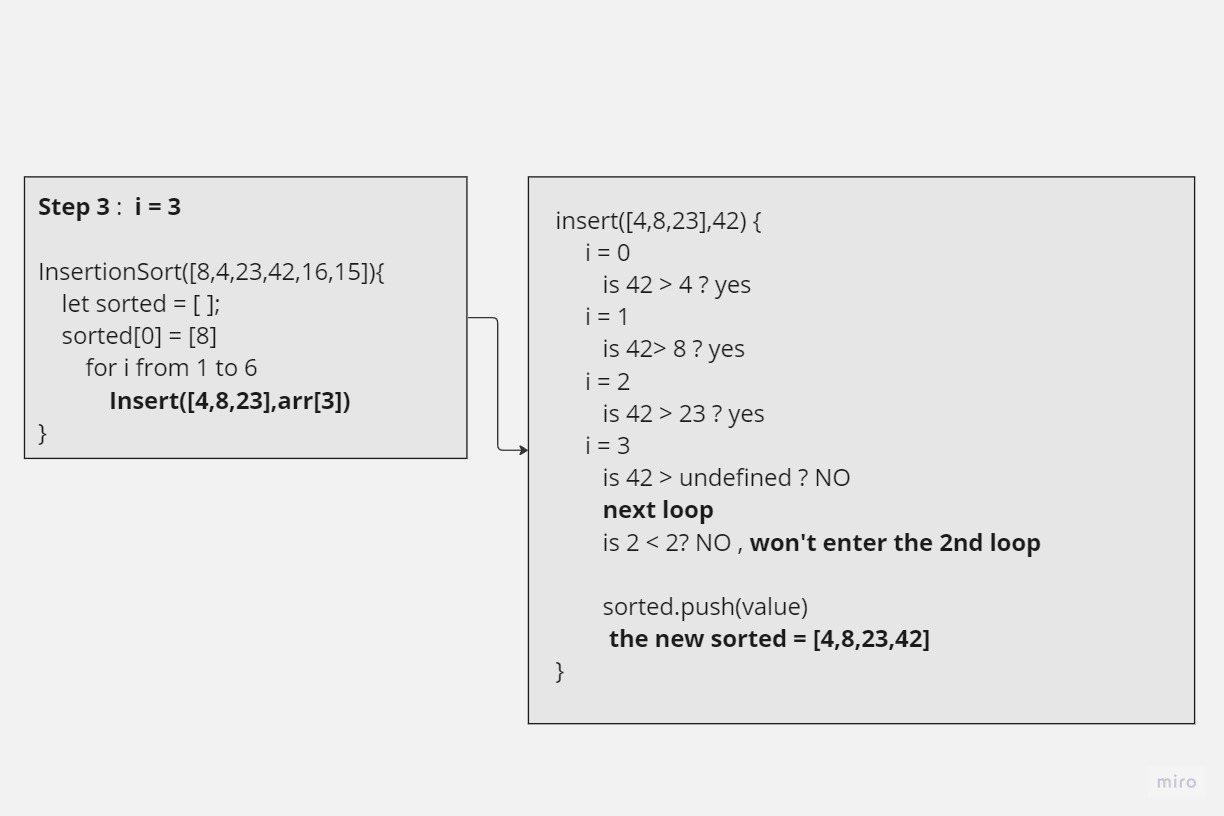 Step 3 : i = 3
InsertionSort([8,4,23,42,16,15]){
let sorted = [ ];
sorted[0] = [8]
for i from 1 to 6
Insert([4,8,23],arr[3])
}
insert([4,8,23],42) {
i = 0
is 42 > 4 ? yes
i = 1
is 42> 8 ? yes
i = 2
is 42 > 23 ? yes
i = 3
is 42 > undefined ? NO
next loop
is 2 < 2? NO , won't enter the 2nd loop
sorted.push(value)
the new sorted = [4,8,23,42]
}
miro